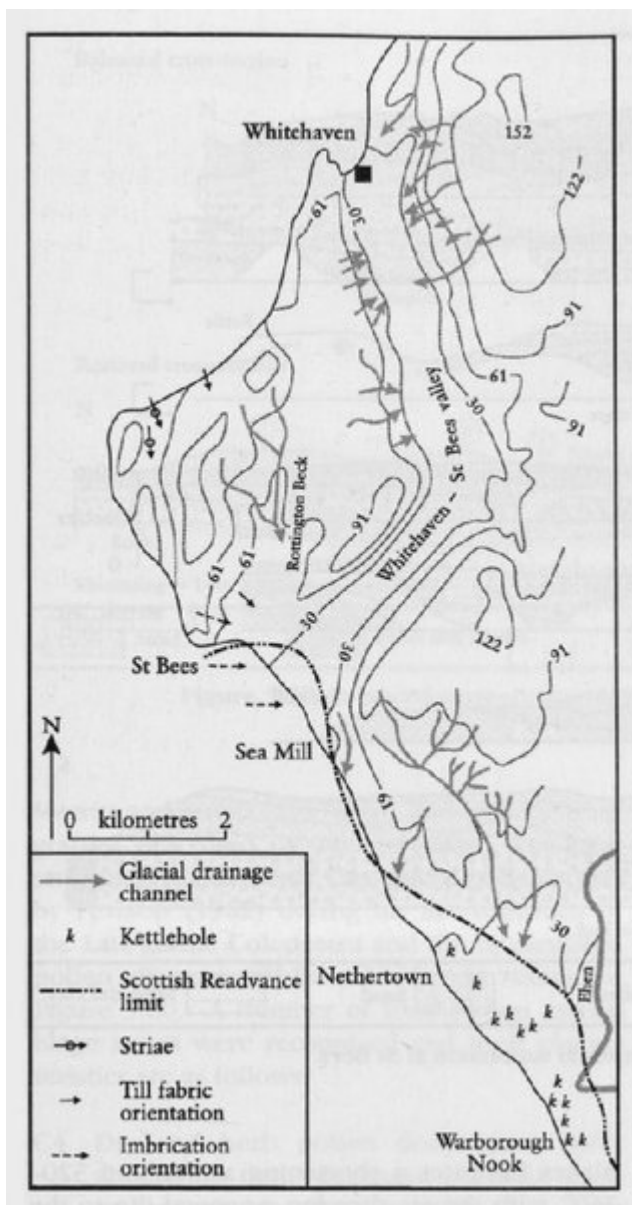 Whitehaven
152
122
61
30
91
61
30
91
Whitehaven – St Bees valley
Rottington Beck
91
61
61
30
30
122
91
St Bees
Sea Mill
61
N
0 kilometres 2
30
Ehen
Nethertown
k
k
k k
k k k k
k
k k
k
k k
Warborough
Nook
Glacial drainage
channel
k Kettlehole
Scottish Readvance
limit
Striae
Till fabric
orientation
Imbrication
orientation